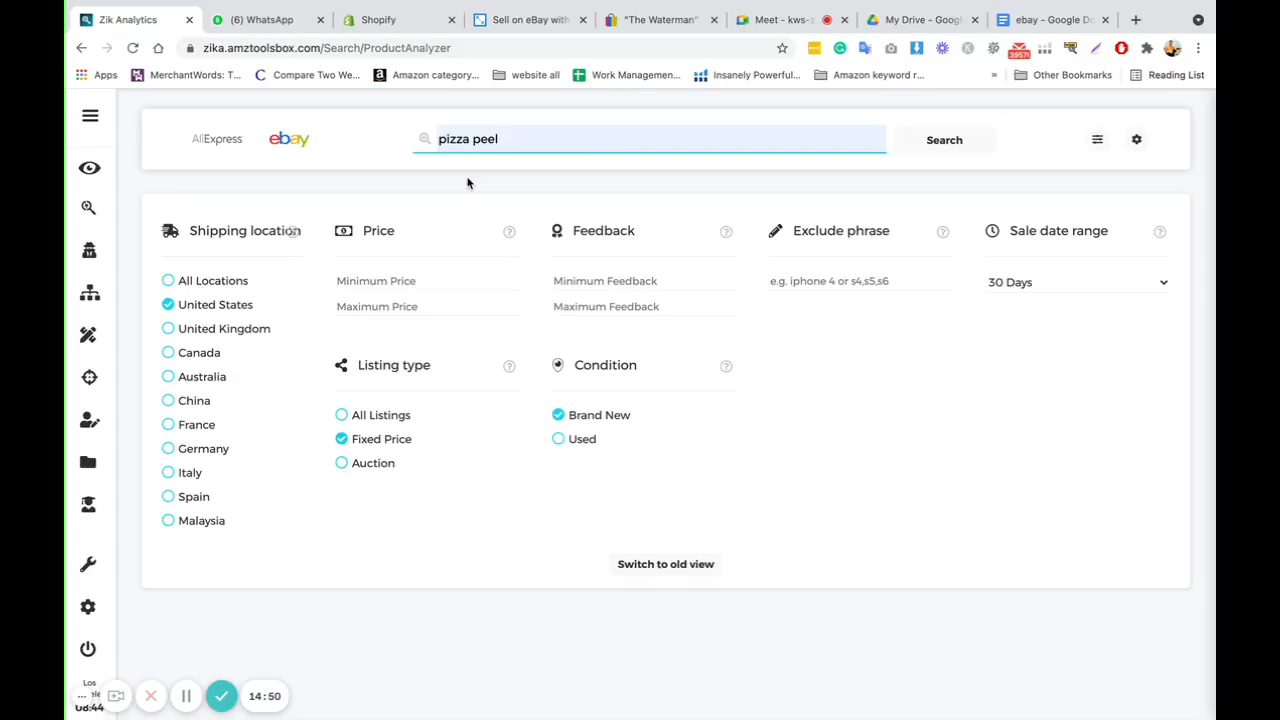 Zik Analytics
(6) WhatsApp
Shopify
Sell on eBay with
"The Waterman"
Meet - kws-
My Drive - Goog
ebay - Google Do
zika.amztoolsbox.com/Search/ProductAnalyzer
Apps
MerchantWords: T...
Compare Two We...
Amazon category...
website all
Work Managemen...
Insanely Powerful...
Amazon keyword r...
»
Other Bookmarks
Reading List
AliExpress
ebay
pizza peel
Search
Shipping location
All Locations
United States
United Kingdom
Canada
Australia
China
France
Germany
Italy
Spain
Malaysia
Price
Minimum Price
Maximum Price
Feedback
Minimum Feedback
Maximum Feedback
Exclude phrase
e.g. iphone 4 or s4,s5,s6
Sale date range
30 Days
Listing type
All Listings
Fixed Price
Auction
Condition
Brand New
Used
Switch to old view
Los
08:44
14:50